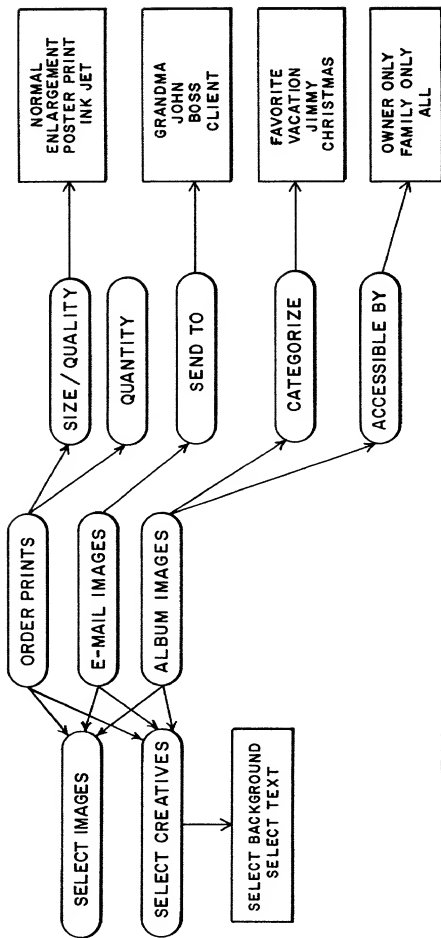 ORDER PRINTS
E-MAIL IMAGES
ALBUM IMAGES
SELECT IMAGES
SELECT CREATIVES
SELECT BACKGROUND
SELECT TEXT
SIZE/QUALITY
QUANTITY
SEND TO
CATEGORIZE
ACCESSIBLE BY
NORMAL
ENLARGEMENT
POSTER PRINT
INK JET
GRANDMA
JOHN
BOSS
CLIENT
FAVORITE
VACATION
JIMMY
CHRISTMAS
OWNER ONLY
FAMILY ONLY
ALL